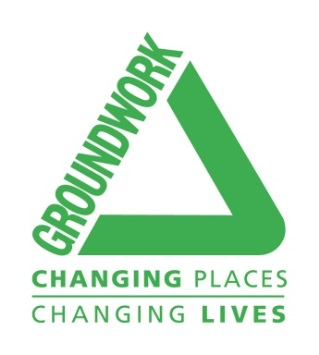 GROUNDWORK
CHANGING PLACES
CHANGING LIVES